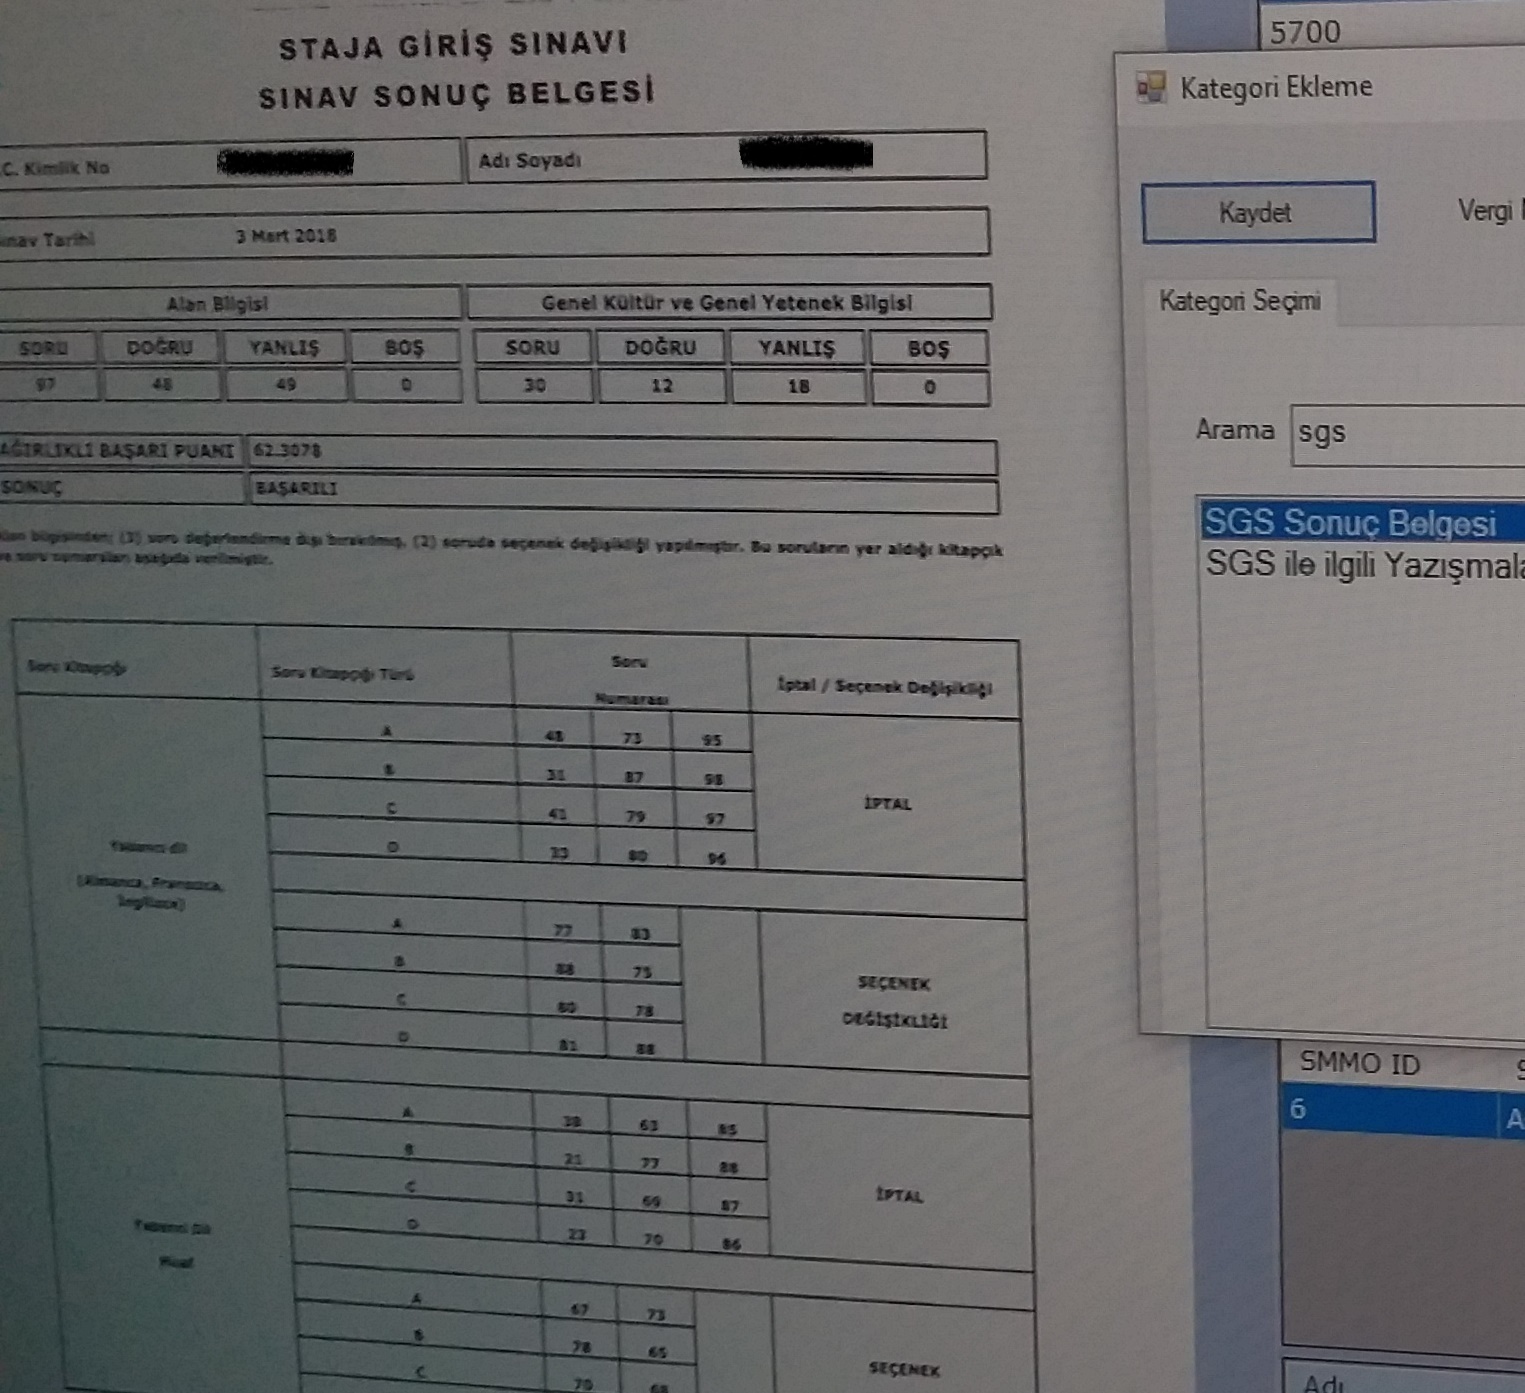 STAJA GİRİŞ SINAVI
SINAV SONUÇ BELGESİ
C. Kimlik No
Adı Soyadı
Sınav Tarihi 3 Mart 2018
Alan Bilgisi
Genel Kültür ve Genel Yetenek Bilgisi
SORU DOĞRU YANLIŞ BOŞ SORU DOĞRU YANLIŞ BOŞ
97 48 49 0 30 12 18 0
AĞIRLIKLI BAŞARI PUANI 62.3078
SONUÇ BAŞARILI
Alan bilgisinden; (3) soru değerlendirme dışı bırakılmış, (2) soruda seçenek değişikliği yapılmıştır. Bu soruların yer aldığı kitapçık
ve soru numaraları aşağıda verilmiştir.
Soru Kitapçığı
Soru Kitapçığı Türü
Soru
Numarası
İptal / Seçenek Değişikliği
A 48 73 95
B 31 87 98
C 41 79 97
D 33 80 96
İPTAL
Yabancı dil
(Almanca, Fransızca,
İngilizce)
A 77 83
B 88 75
C 80 78
D 81 88
SEÇENEK
DEĞİŞİKLİĞİ
A 38 63 85
B 21 77 88
C 31 69 87
D 23 70 86
İPTAL
Yabancı Dil
Muaf
A 67 73
B 78 65
C 70 68
SEÇENEK
5700
Kategori Ekleme
Kaydet
Vergi
Kategori Seçimi
Arama sgs
SGS Sonuç Belgesi
SGS ile ilgili Yazışmala
SMMO ID
6 A
Adı